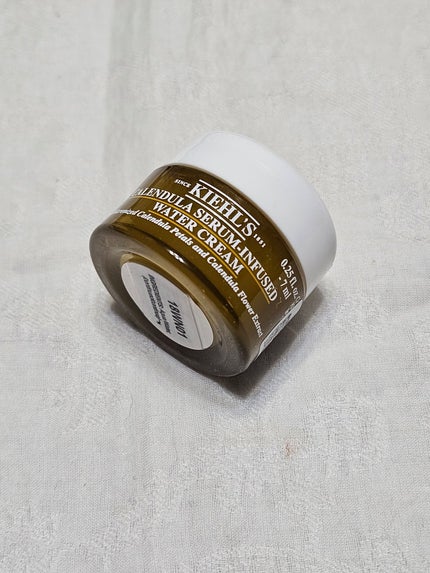 SINCE KIEHL'S 1851
CALENDULA SERUM-INFUSED
WATER CREAM
Calendula Petals and Calendula Flower Extract
0.25 fl. oz.
7 ml
18WN01